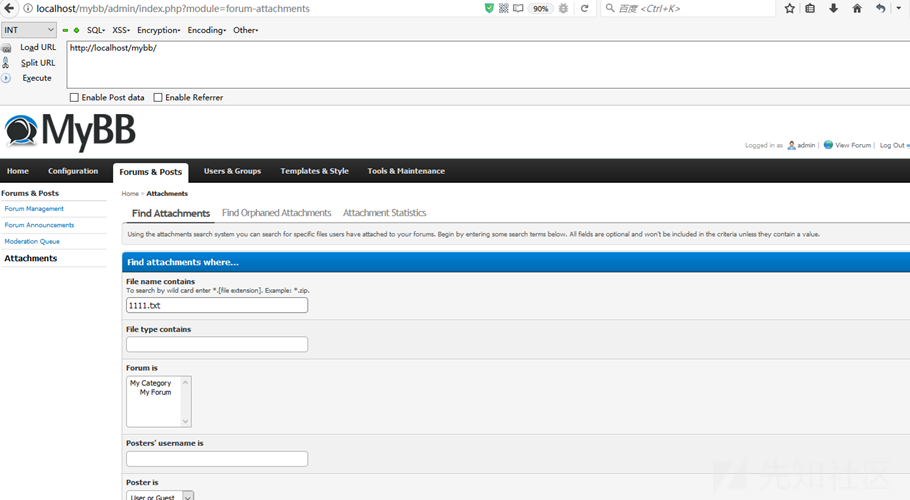 localhost/mybb/admin/index.php?module=forum-attachments
90%
百度 <Ctrl+K>
INT
SQL- XSS- Encryption- Encoding- Other-
Load URL
http://localhost/mybb/
Split URL
Execute
Enable Post data Enable Referrer
MyBB
Logged in as admin | View Forum | Log Out
Home Configuration Forums & Posts Users & Groups Templates & Style Tools & Maintenance
Forums & Posts
Forum Management
Forum Announcements
Moderation Queue
Attachments
Home » Attachments
Find Attachments Find Orphaned Attachments Attachment Statistics
Using the attachments search system you can search for specific files users have attached to your forums. Begin by entering some search terms below. All fields are optional and won't be included in the criteria unless they contain a value.
Find attachments where...
File name contains
To search by wild card enter *.[file extension]. Example: *.zip.
1111.txt
File type contains
Forum is
My Category
My Forum
Posters' username is
Poster is
User or Guest
先知社区